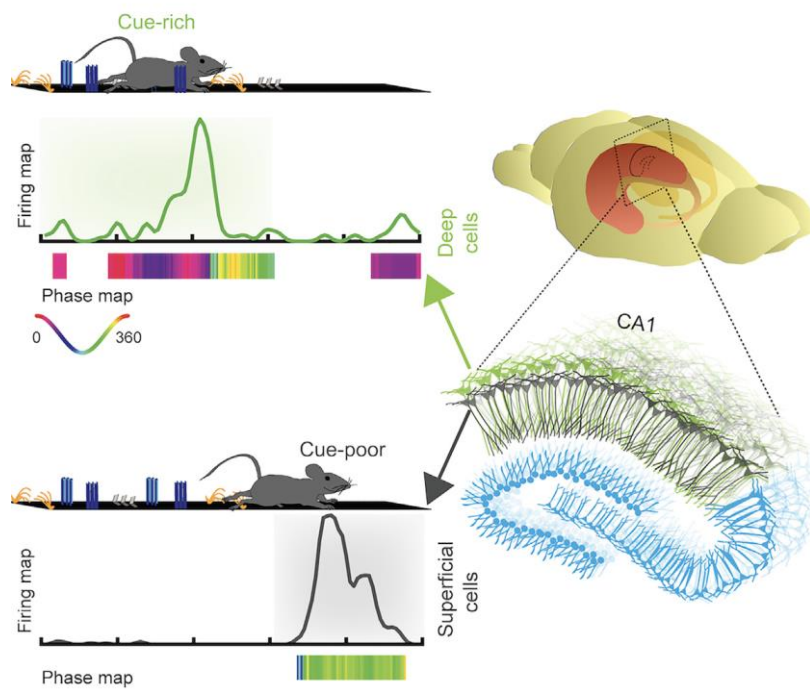 Cue-rich
Firing map
Deep
cells
Phase map
0
360
CA1
Cue-poor
Firing map
Superficial
cells
Phase map